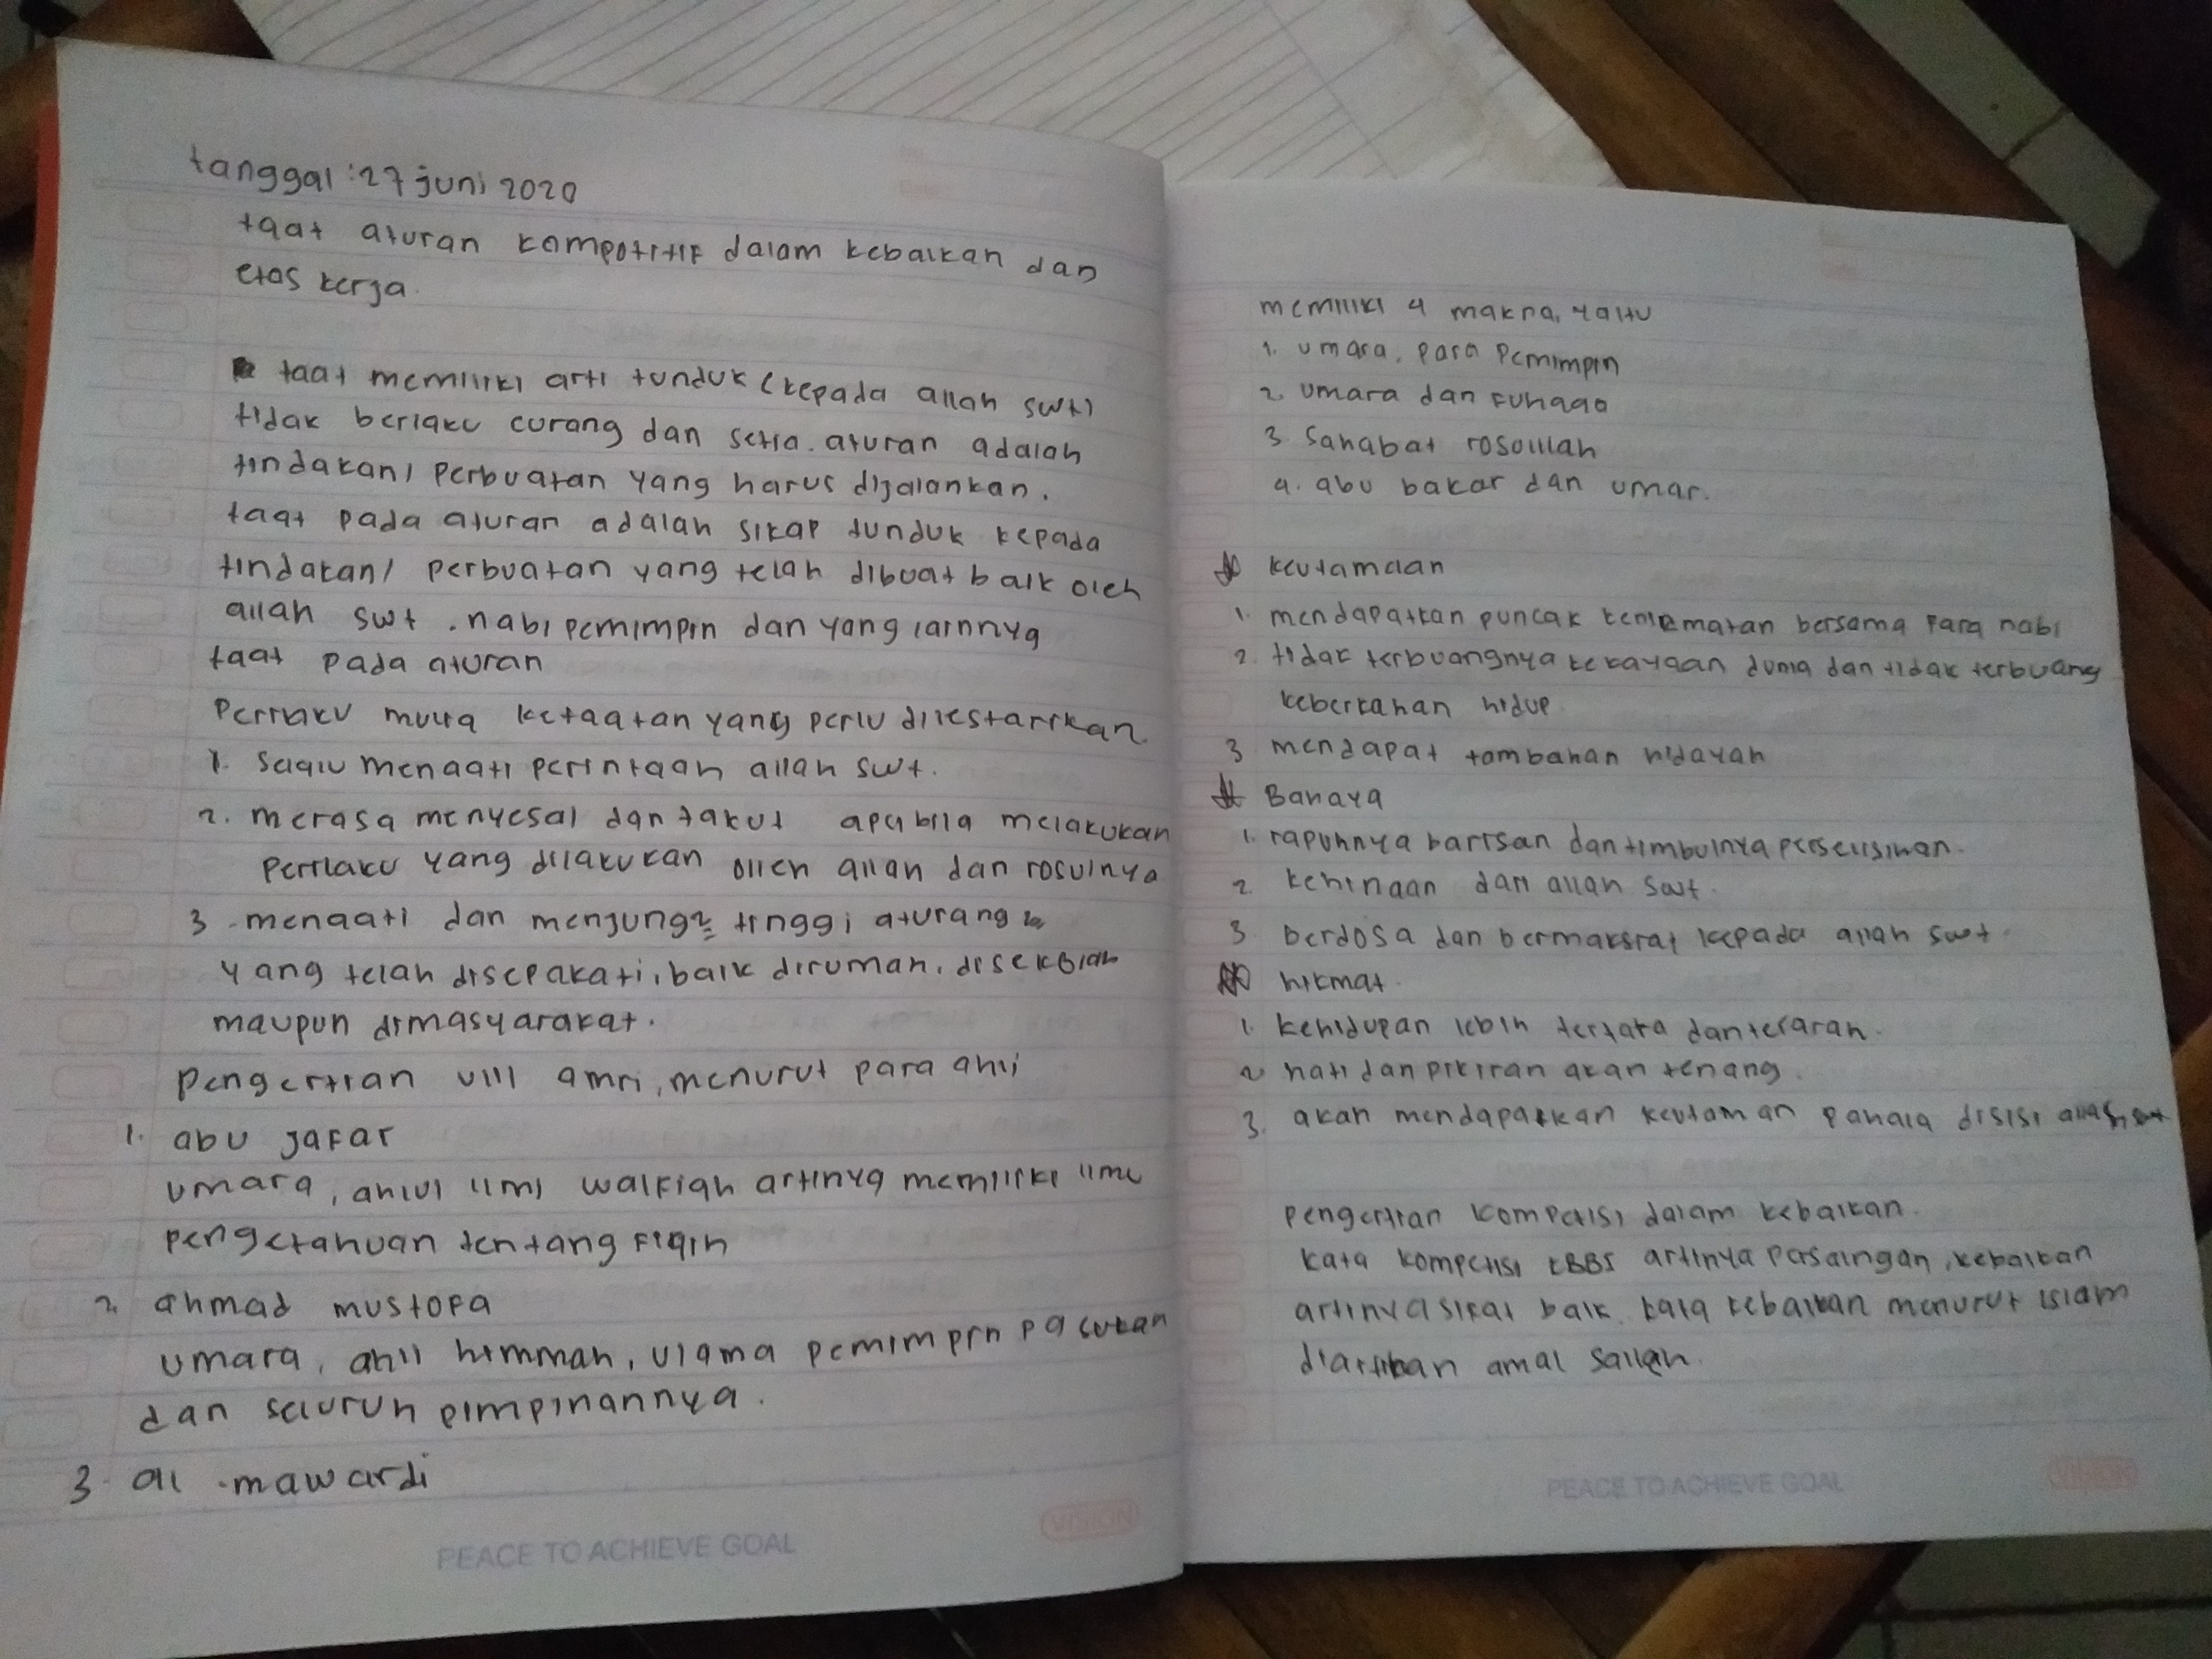 tanggal : 27 juni 2020
taat aturan kompotitif dalam kebaikan dan
etos kerja.
taat memiliki arti tunduk (kepada allah swt)
tidak berlaku curang dan setia. aturan adalah
tindakan/ perbuatan yang harus dijalankan.
taat pada aturan adalah sikap tunduk kepada
tindakan/ perbuatan yang telah dibuat baik oleh
allah swt . nabi pemimpin dan yang lainnya
taat pada aturan
Perilaku mulia ketaatan yang perlu dilestarikan
1. Selalu menaati perintaah allah swt.
2. merasa menyesal dan takut apabila melakukan
Perilaku yang dilakukan olleh allah dan rosulnya
3. menaati dan menjung2 tinggi aturang
yang telah disepakati, baik dirumah, disekolah
maupun dimasyarakat.
Pengertian ulil amri, menurut para ahli
1. abu jafar
umara, ahlul ilmi walfiqh artinya memiliki ilmu
pengetahuan tentang Fiqih
2. ahmad mustofa
umara, ahli himmah, ulama pemimpin pasukan
dan seluruh pimpinannya.
3. al .mawardi
memiliki 4 makna, yaitu
1. umara, para Pemimpin
2. umara dan Fuhaqo
3. Sahabat rosullah
4. abu bakar dan umar.
keutamaan
1. mendapatkan puncak kenikmatan bersama para nabi
2. tidak terbuangnya kekayaan dunia dan tidak terbuang
keberkahan hidup
3 mendapat tambahan hidayah
Bahaya
1. rapuhnya barisan dan timbulnya perselisihan.
2. kehinaan dari allah swt.
3. berdosa dan bermaksiat kepada allah swt.
hikmat.
1. kehidupan lebih tertata dan terarah.
2 hati dan pikiran akan tenang.
3. akan mendapatkan keutaman pahala disisi allah swt
pengertian kompetisi dalam kebaikan.
kata kompetisi KBBI artinya persaingan, kebaikan
artinya sifat baik. kata kebaikan menurut islam
diartikan amal saileh.
PEACE TO ACHIEVE GOAL
VISION
PEACE TO ACHIEVE GOAL
VISION